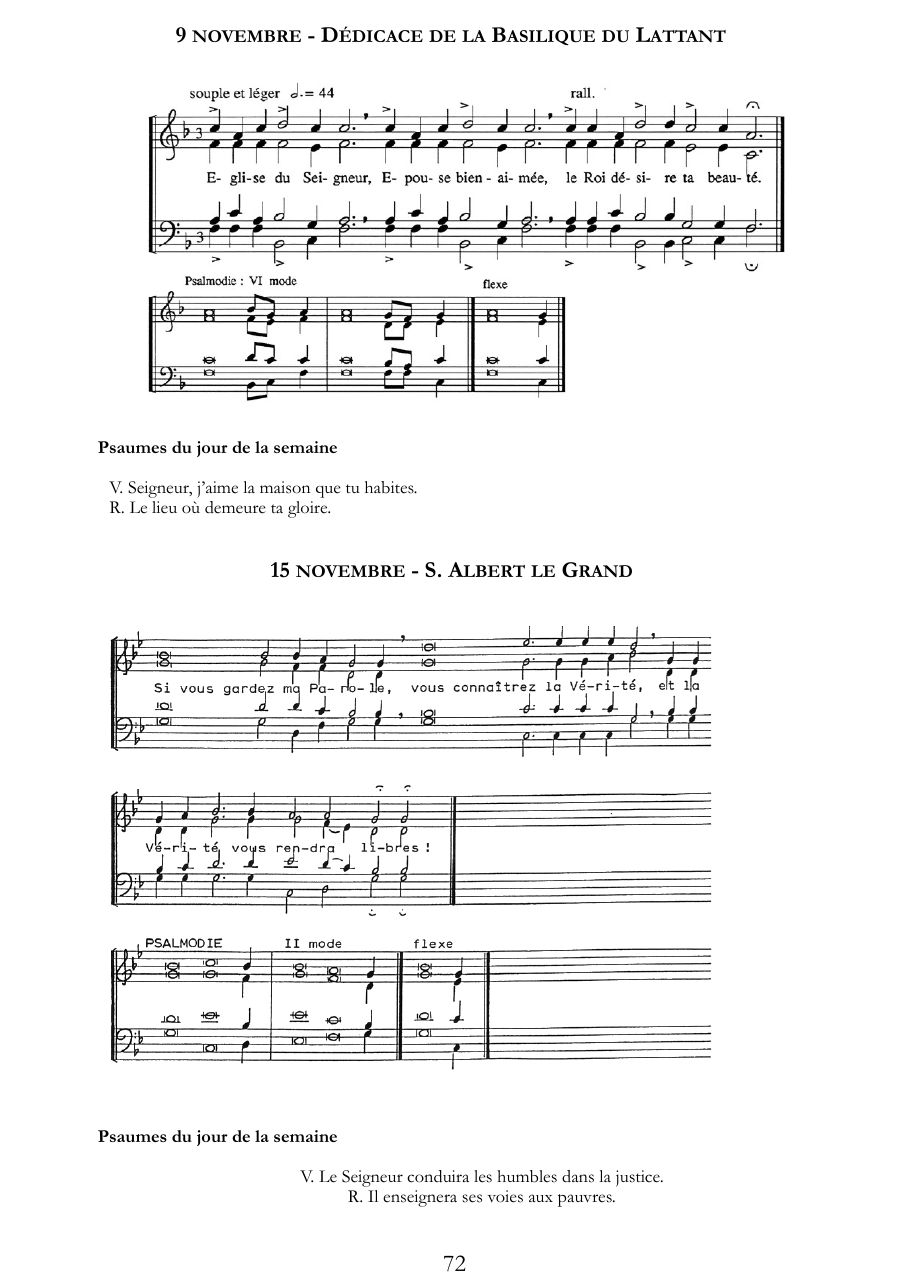 9 NOVEMBRE - DÉDICACE DE LA BASILIQUE DU LATTANT
souple et léger 𝅗𝅥. = 44 rall.
3
E- gli-se du Sei- gneur, E- pou- se bien - ai- mée, le Roi dé- si- re ta beau- té.
3
Psalmodie : VI mode flexe
Psaumes du jour de la semaine
V. Seigneur, j’aime la maison que tu habites.
R. Le lieu où demeure ta gloire.
15 NOVEMBRE - S. ALBERT LE GRAND
Si vous gardez ma Pa- ro- le, vous connaîtrez la Vé-ri-té, et la
Vé-ri- té vous ren-dra li-bres !
PSALMODIE II mode flexe
Psaumes du jour de la semaine
V. Le Seigneur conduira les humbles dans la justice.
R. Il enseignera ses voies aux pauvres.
72